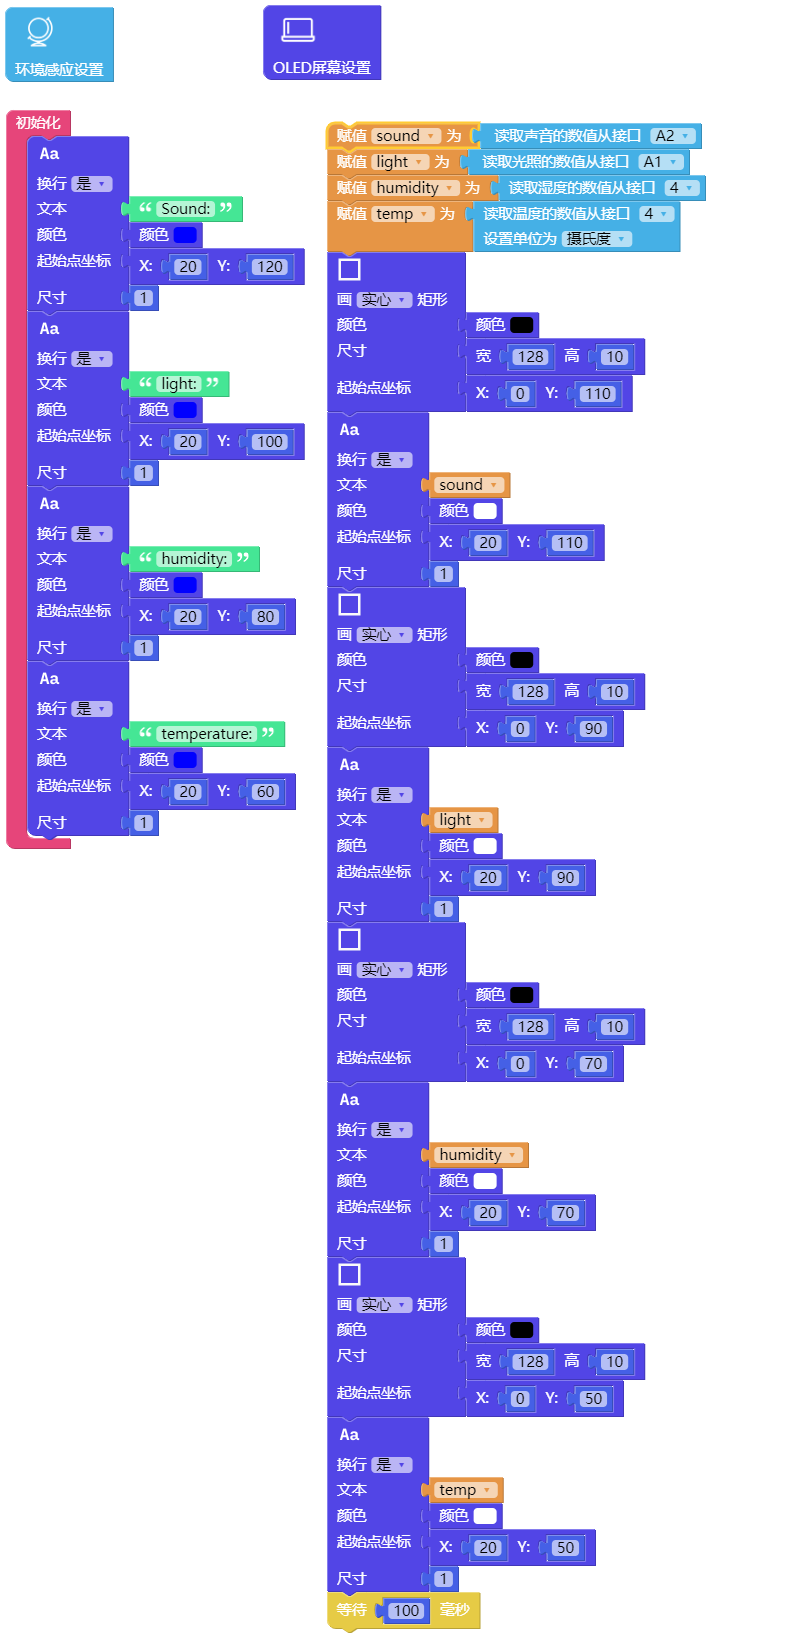 环境感应设置
OLED屏幕设置
初始化
Aa
换行 是
文本 “ Sound: ”
颜色 颜色
起始点坐标 X: 20 Y: 120
尺寸 1
Aa
换行 是
文本 “ light: ”
颜色 颜色
起始点坐标 X: 20 Y: 100
尺寸 1
Aa
换行 是
文本 “ humidity: ”
颜色 颜色
起始点坐标 X: 20 Y: 80
尺寸 1
Aa
换行 是
文本 “ temperature: ”
颜色 颜色
起始点坐标 X: 20 Y: 60
尺寸 1
赋值 sound 为 读取声音的数值从接口 A2
赋值 light 为 读取光照的数值从接口 A1
赋值 humidity 为 读取湿度的数值从接口 4
赋值 temp 为 读取温度的数值从接口 4
设置单位为 摄氏度
画 实心 矩形
颜色 颜色
尺寸 宽 128 高 10
起始点坐标 X: 0 Y: 110
Aa
换行 是
文本 sound
颜色 颜色
起始点坐标 X: 20 Y: 110
尺寸 1
画 实心 矩形
颜色 颜色
尺寸 宽 128 高 10
起始点坐标 X: 0 Y: 90
Aa
换行 是
文本 light
颜色 颜色
起始点坐标 X: 20 Y: 90
尺寸 1
画 实心 矩形
颜色 颜色
尺寸 宽 128 高 10
起始点坐标 X: 0 Y: 70
Aa
换行 是
文本 humidity
颜色 颜色
起始点坐标 X: 20 Y: 70
尺寸 1
画 实心 矩形
颜色 颜色
尺寸 宽 128 高 10
起始点坐标 X: 0 Y: 50
Aa
换行 是
文本 temp
颜色 颜色
起始点坐标 X: 20 Y: 50
尺寸 1
等待 100 毫秒